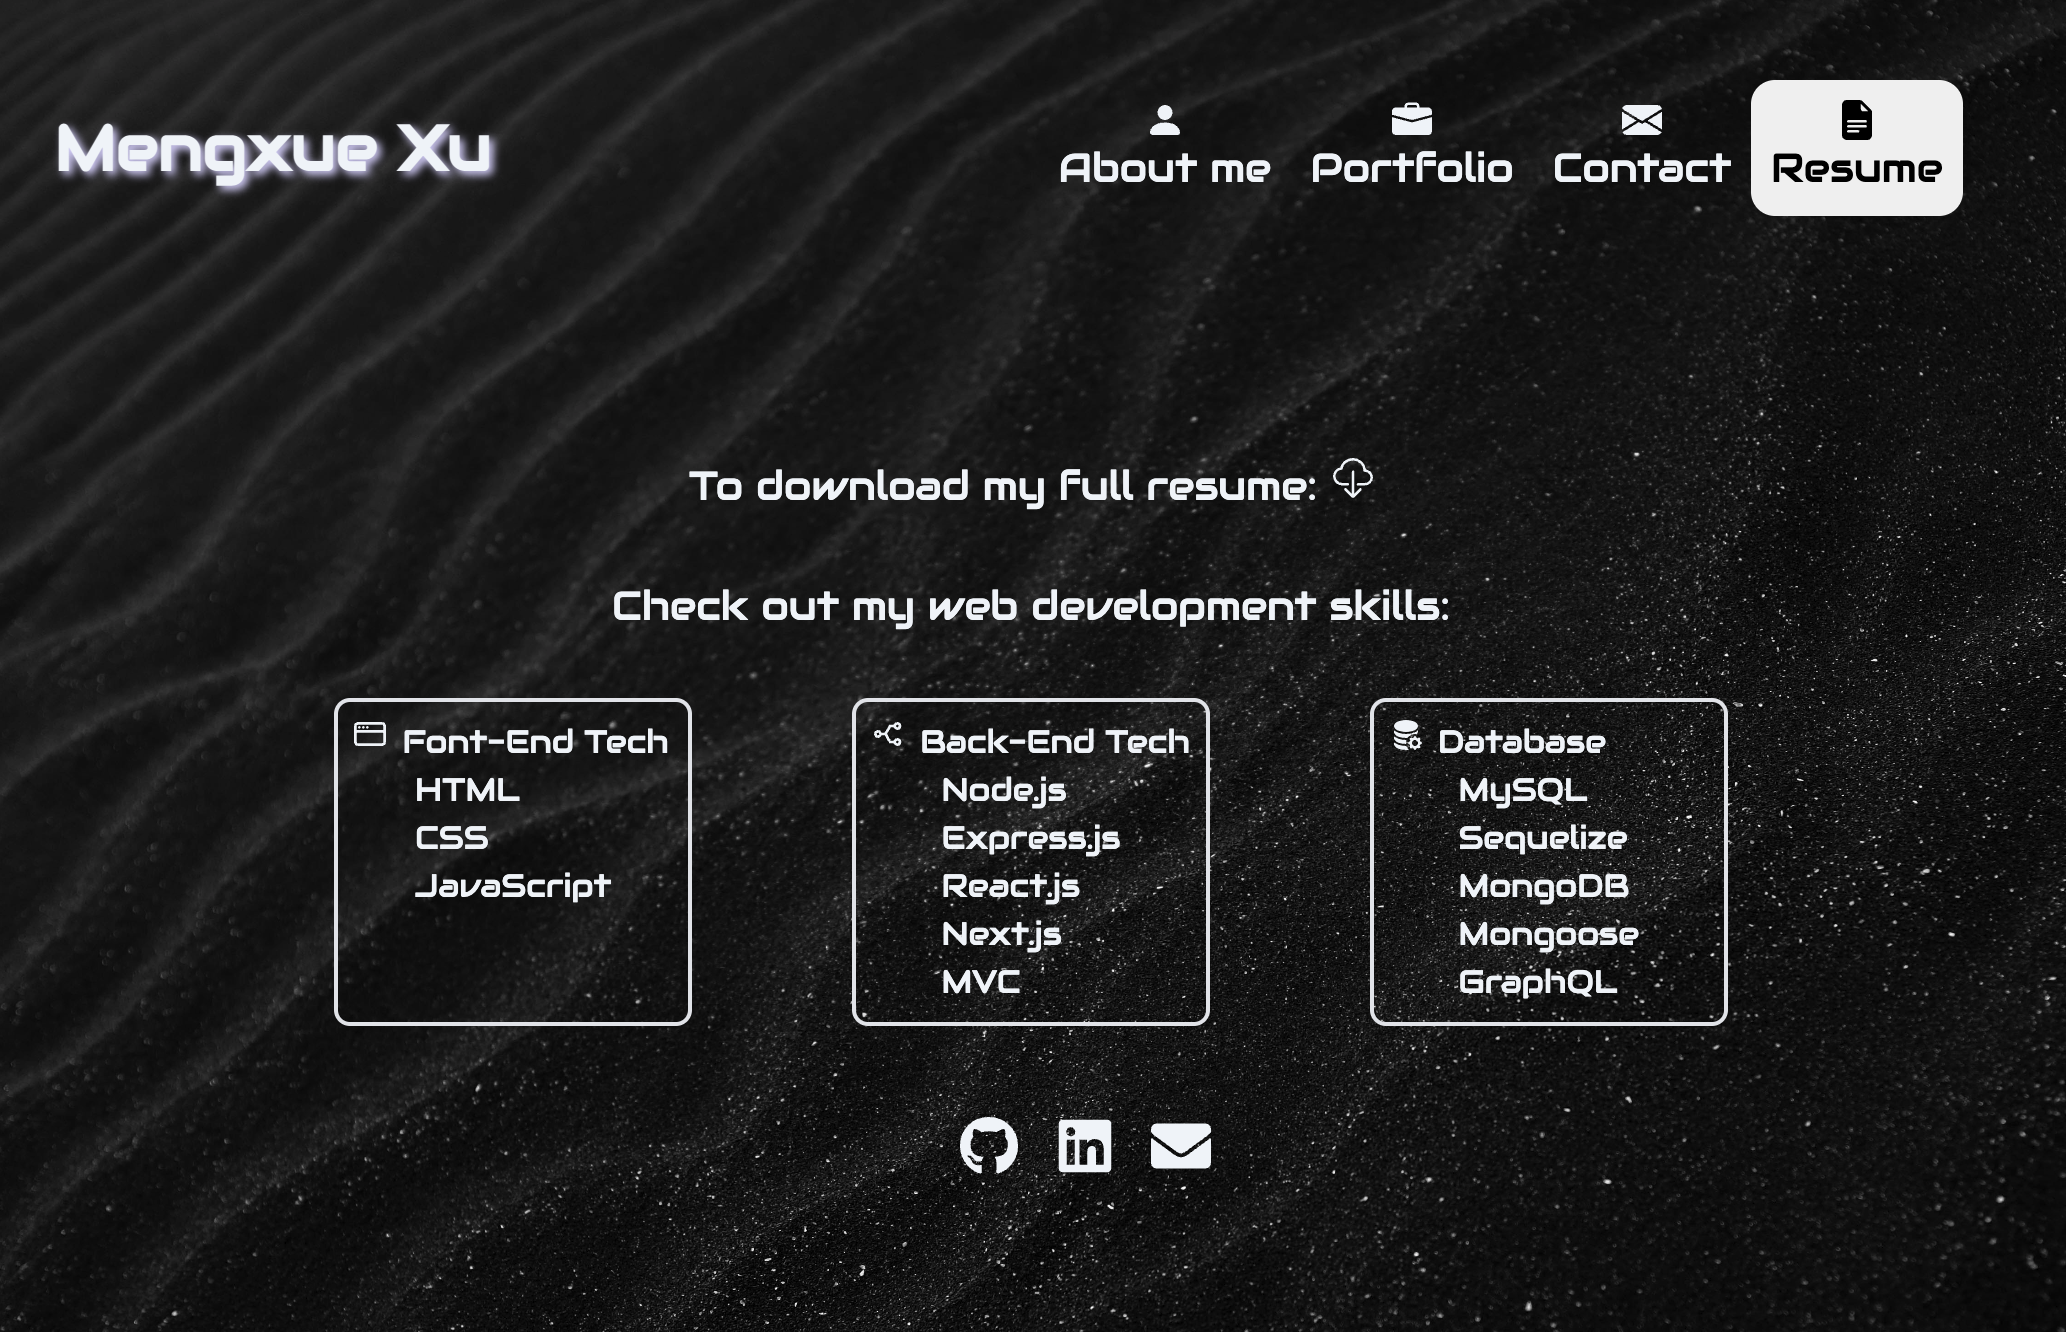 Mengxue Xu
About me
Portfolio
Contact
Resume
To download my full resume:
Check out my web development skills:
Font-End Tech
HTML
CSS
JavaScript
Back-End Tech
Node.js
Express.js
React.js
Next.js
MVC
Database
MySQL
Sequelize
MongoDB
Mongoose
GraphQL
in